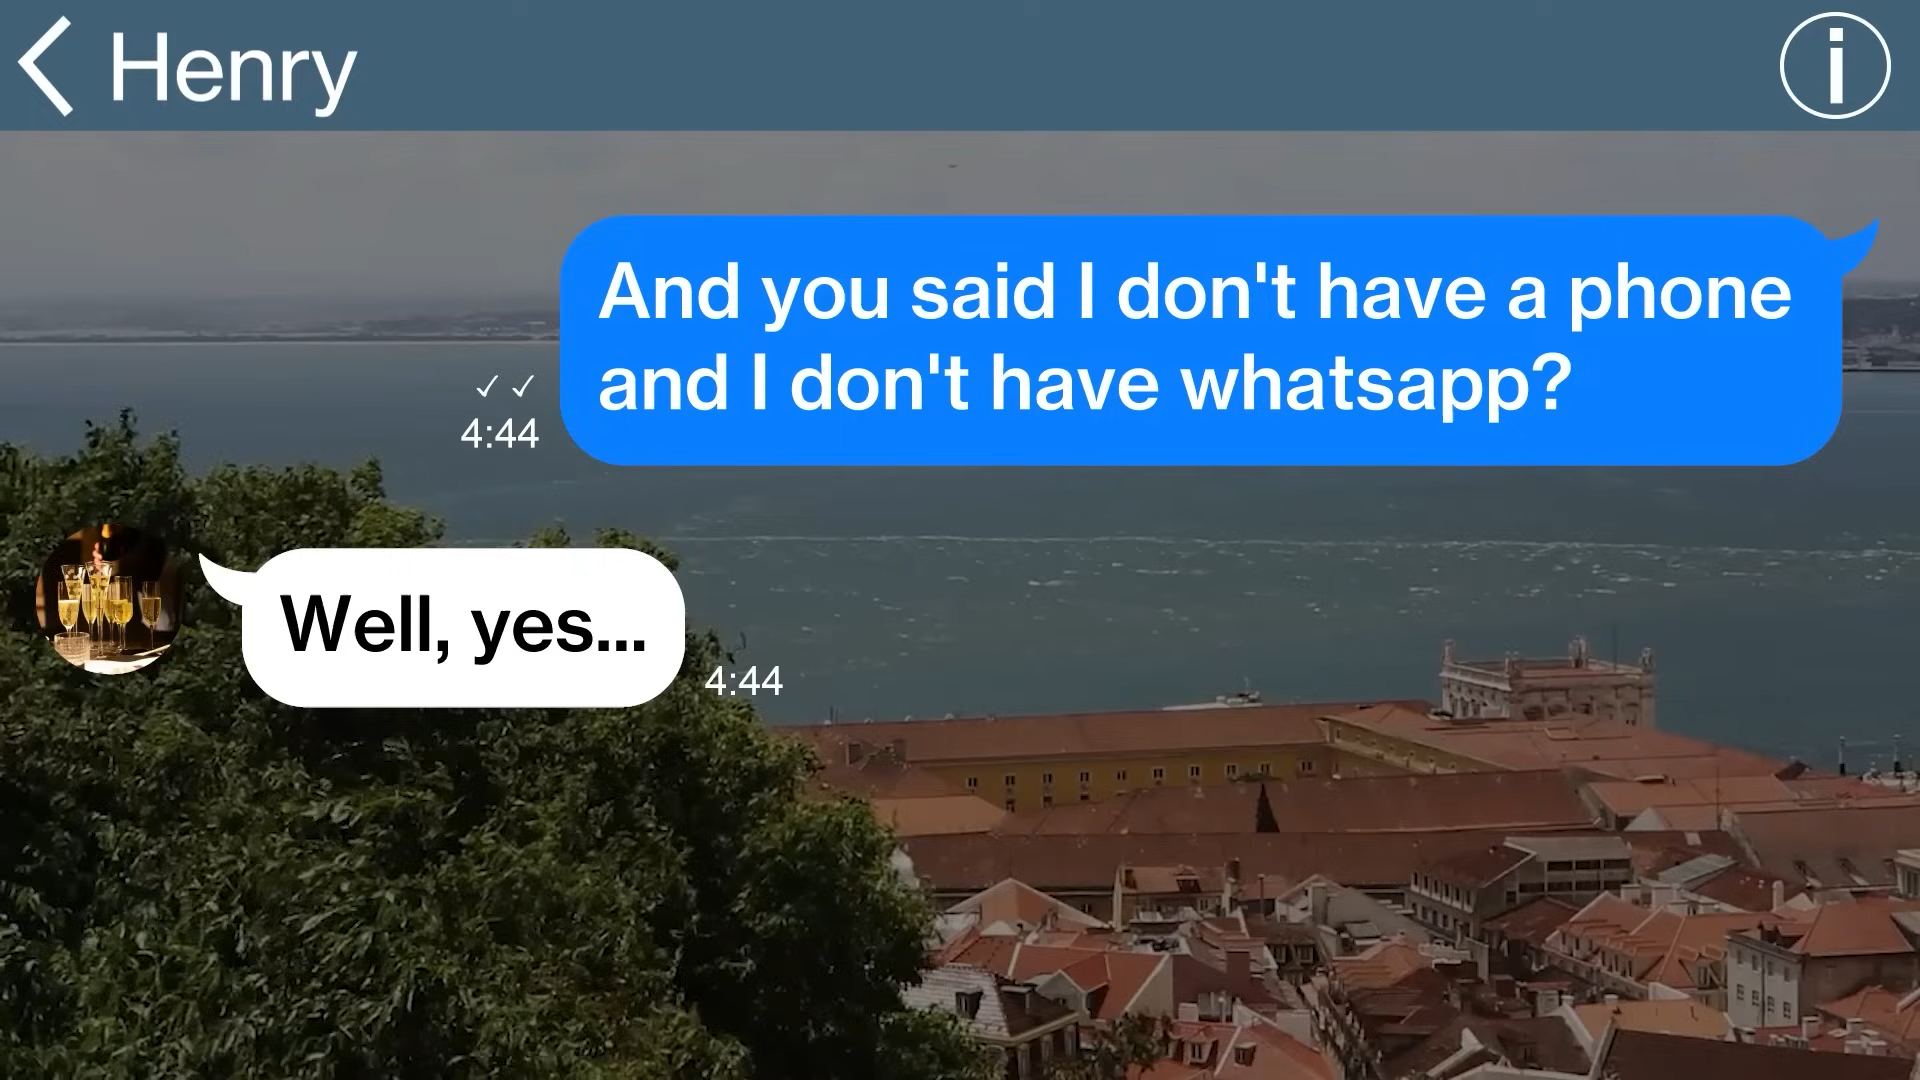 Henry
And you said I don't have a phone
and I don't have whatsapp?
4:44
Well, yes...
4:44